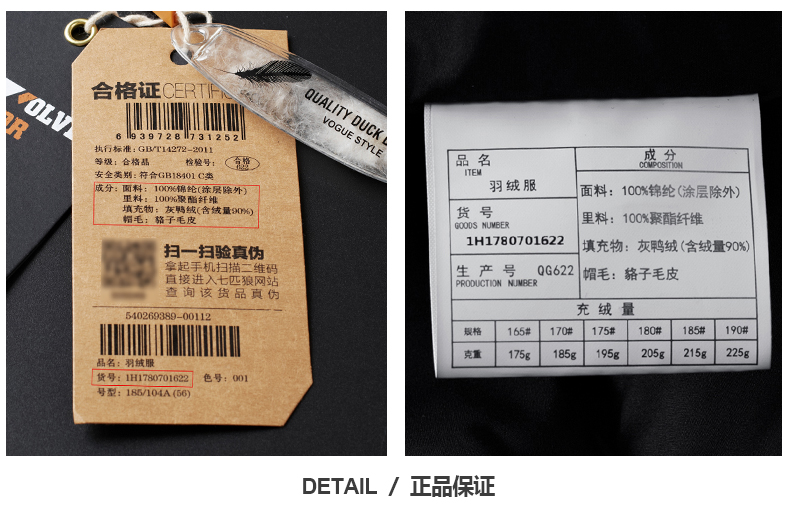 合格证 CERTIFIC
6 939728 731252
执行标准: GB/T14272-2011
等级: 合格品 检验号: 合格
安全类别: 符合GB18401 C类
成分: 面料: 100%锦纶(涂层除外)
里料: 100%聚酯纤维
填充物: 灰鸭绒(含绒量90%)
帽毛: 貉子毛皮
扫一扫验真伪
拿起手机扫描二维码
直接进入七匹狼网站
查询该货品真伪
540269389-00112
品名: 羽绒服
货号: 1H1780701622 色号: 001
号型: 185/104A(56)
QUALITY DUCK
VOGUE STYLE
品名
ITEM
羽绒服
货号
GOODS NUMBER
1H1780701622
生产号 QG622
PRODUCTION NUMBER
成分
COMPOSITION
面料: 100%锦纶(涂层除外)
里料: 100%聚酯纤维
填充物: 灰鸭绒(含绒量90%)
帽毛: 貉子毛皮
充绒量
规格 165# 170# 175# 180# 185# 190#
克重 175g 185g 195g 205g 215g 225g
DETAIL / 正品保证